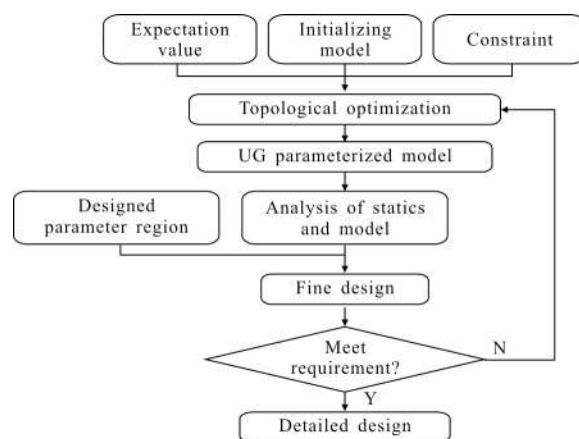 Expectation
value
Initializing
model
Constraint
Topological optimization
UG parameterized model
Designed
parameter region
Analysis of statics
and model
Fine design
Meet
requirement?
N
Y
Detailed design